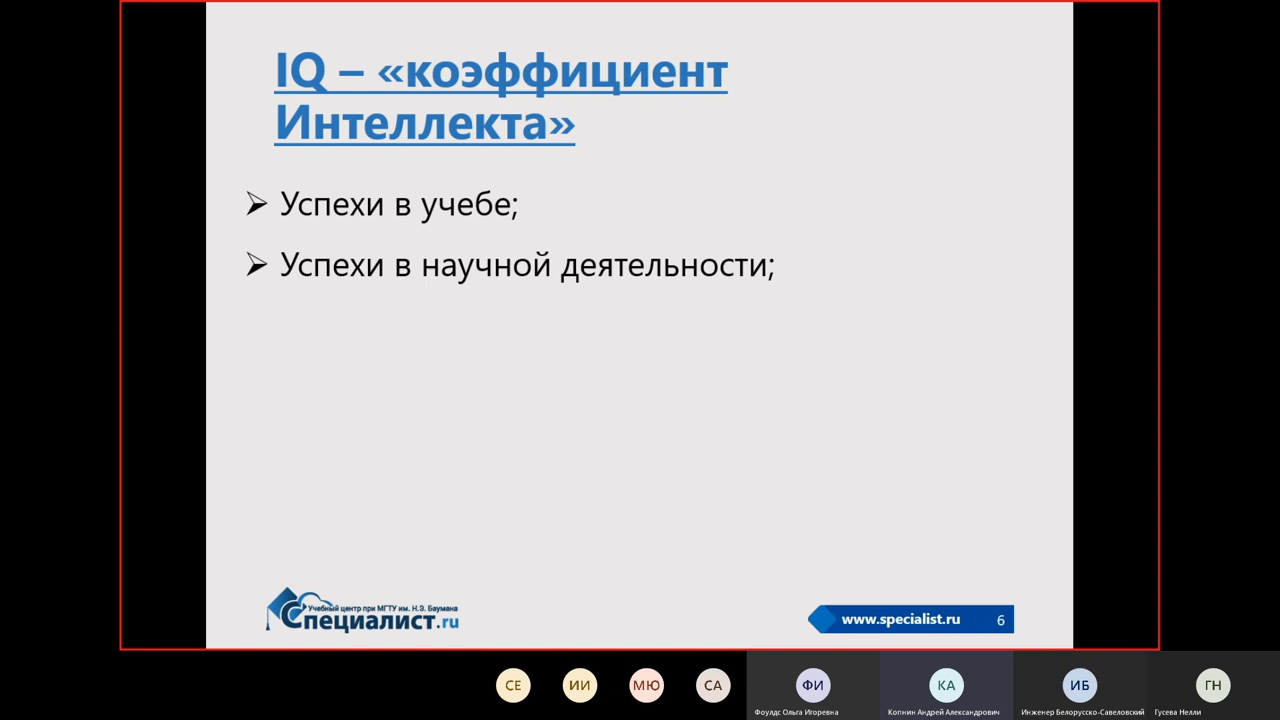 IQ – «коэффициент
Интеллекта»
Успехи в учебе;
Успехи в научной деятельности;
Учебный центр при МГТУ им. Н.Э. Баумана
Специалист.ru
www.specialist.ru 6
СЕ ИИ МЮ СА ФИ КА ИБ ГН
Фоулдс Ольга Игоревна Копнин Андрей Александрович Инженер Белорусско-Савеловский Гусева Нелли